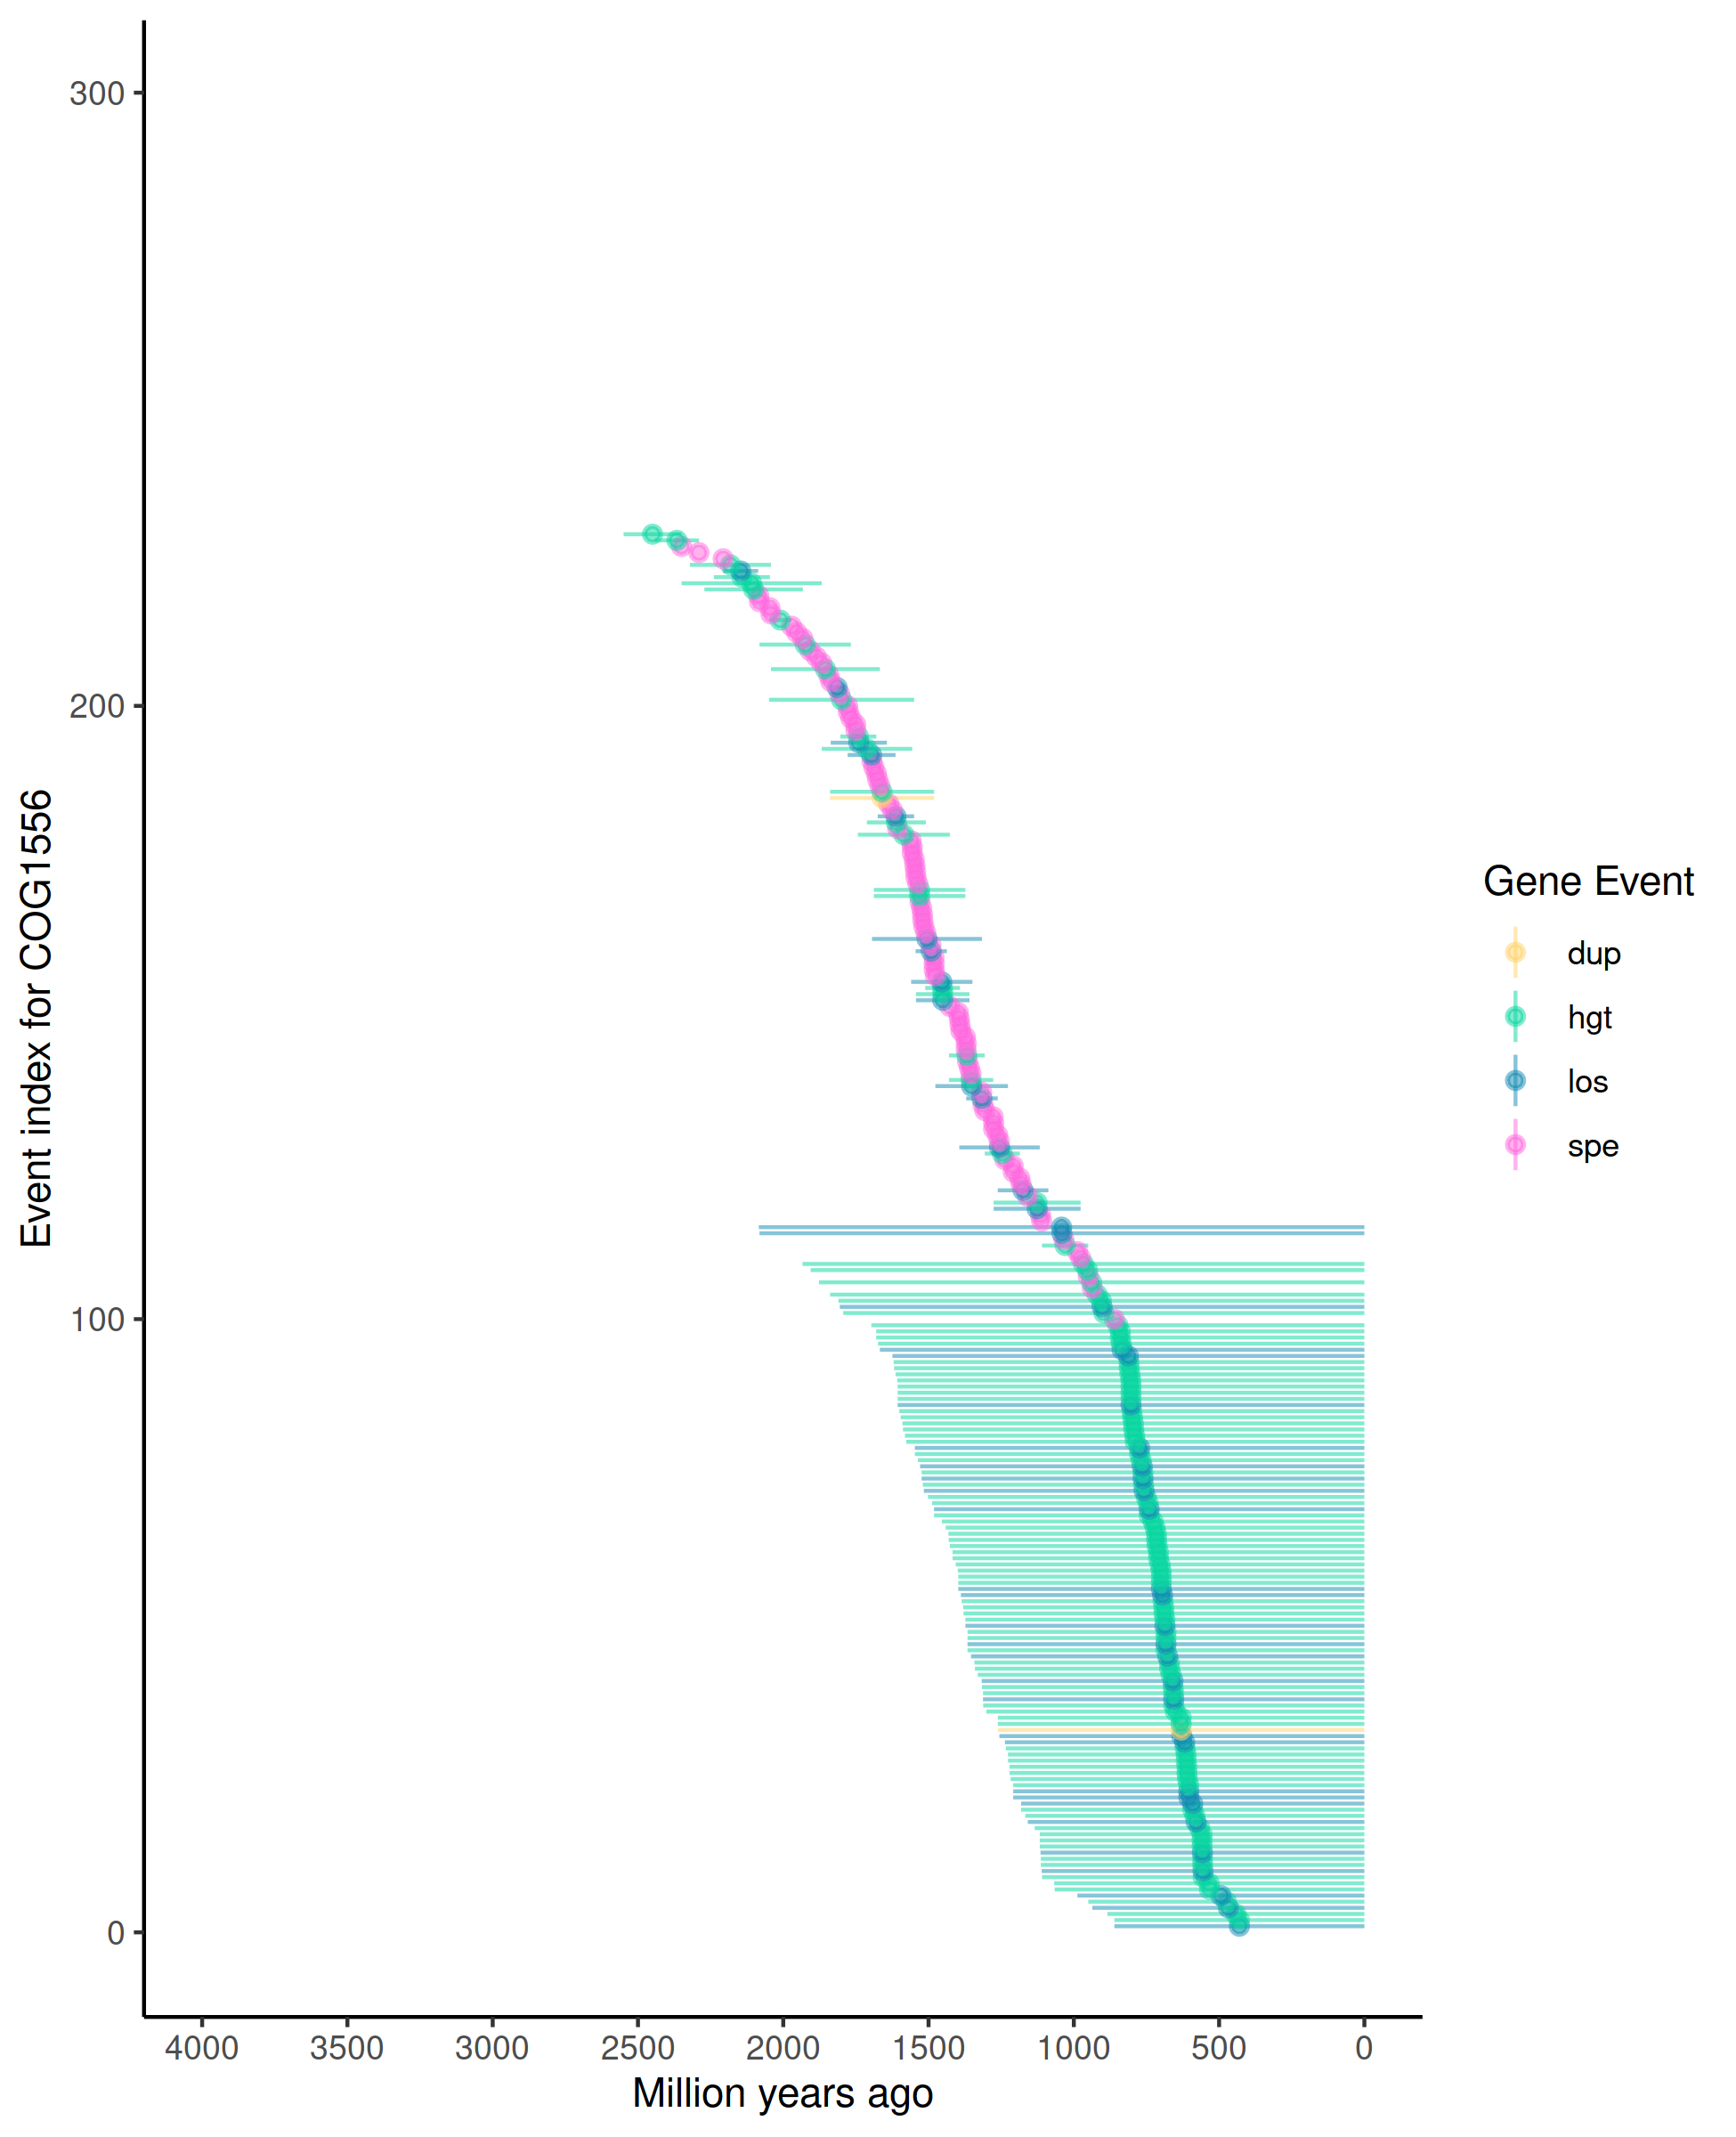 Event index for COG1556
300
200
100
0
4000 3500 3000 2500 2000 1500 1000 500 0
Million years ago
Gene Event
dup
hgt
los
spe